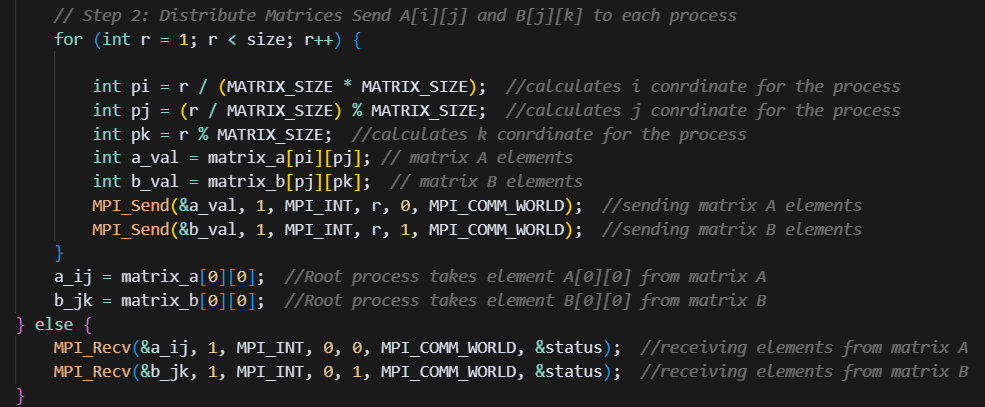 // Step 2: Distribute Matrices Send A[i][j] and B[j][k] to each process
for (int r = 1; r < size; r++) {
int pi = r / (MATRIX_SIZE * MATRIX_SIZE);  //calculates i conrdinate for the process
int pj = (r / MATRIX_SIZE) % MATRIX_SIZE;  //calculates j conrdinate for the process
int pk = r % MATRIX_SIZE;  //calculates k conrdinate for the process
int a_val = matrix_a[pi][pj]; // matrix A elements
int b_val = matrix_b[pj][pk];  // matrix B elements
MPI_Send(&a_val, 1, MPI_INT, r, 0, MPI_COMM_WORLD);  //sending matrix A elements
MPI_Send(&b_val, 1, MPI_INT, r, 1, MPI_COMM_WORLD);  //sending matrix B elements
}
a_ij = matrix_a[0][0];  //Root process takes element A[0][0] from matrix A
b_jk = matrix_b[0][0];  //Root process takes element B[0][0] from matrix B
} else {
MPI_Recv(&a_ij, 1, MPI_INT, 0, 0, MPI_COMM_WORLD, &status);  //receiving elements from matrix A
MPI_Recv(&b_jk, 1, MPI_INT, 0, 1, MPI_COMM_WORLD, &status);  //receiving elements from matrix B
}